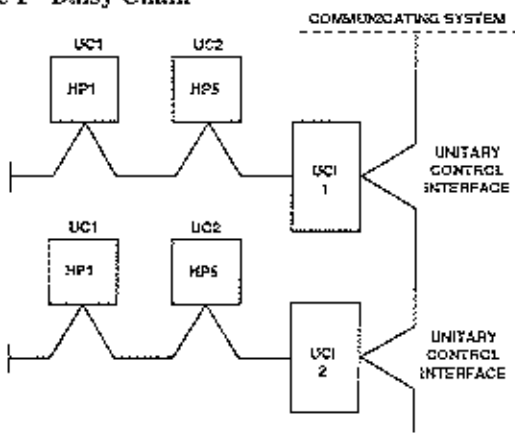 Daisy Chain
COMMUNICATING SYSTEM
UC1
UC2
HP1
HP5
UCI
1
UNITARY
CONTROL
INTERFACE
UC1
UC2
HP1
HP5
UCI
2
UNITARY
CONTROL
INTERFACE